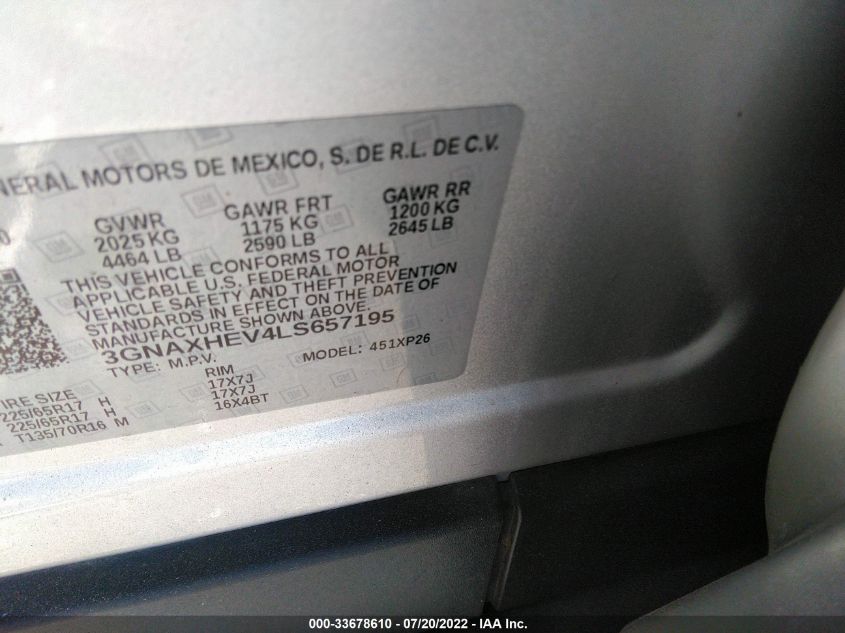 NERAL MOTORS DE MEXICO, S. DE R.L. DE C.V.
0 GVWR GAWR FRT GAWR RR
2025 KG 1175 KG 1200 KG
4464 LB 2590 LB 2645 LB
THIS VEHICLE CONFORMS TO ALL
APPLICABLE U.S. FEDERAL MOTOR
VEHICLE SAFETY AND THEFT PREVENTION
STANDARDS IN EFFECT ON THE DATE OF
MANUFACTURE SHOWN ABOVE.
3GNAXHEV4LS657195
TYPE: M.P.V. MODEL: 451XP26
IRE SIZE RIM
225/65R17 H 17X7J
225/65R17 H 17X7J
T135/70R16 M 16X4BT
000-33678610 / 07/20/2022 - IAA Inc.